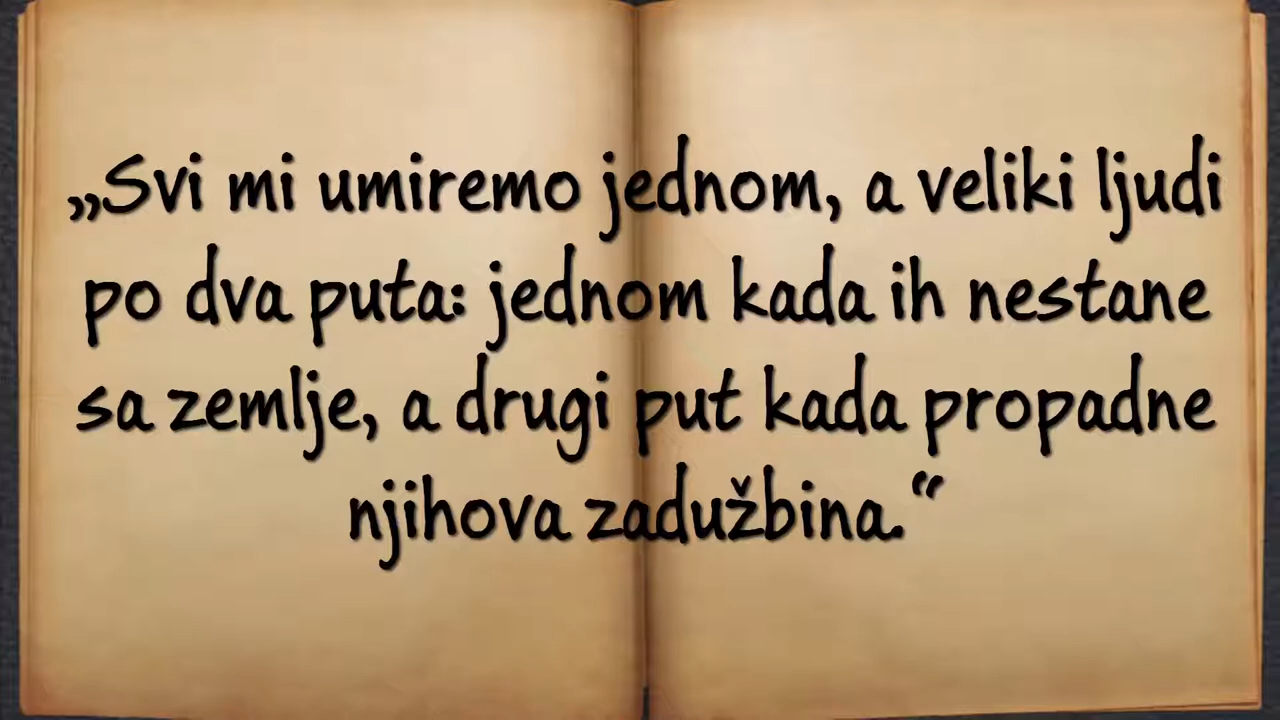 „Svi mi umiremo jednom, a veliki ljudi
po dva puta: jednom kada ih nestane
sa zemlje, a drugi put kada propadne
njihova zadužbina.“